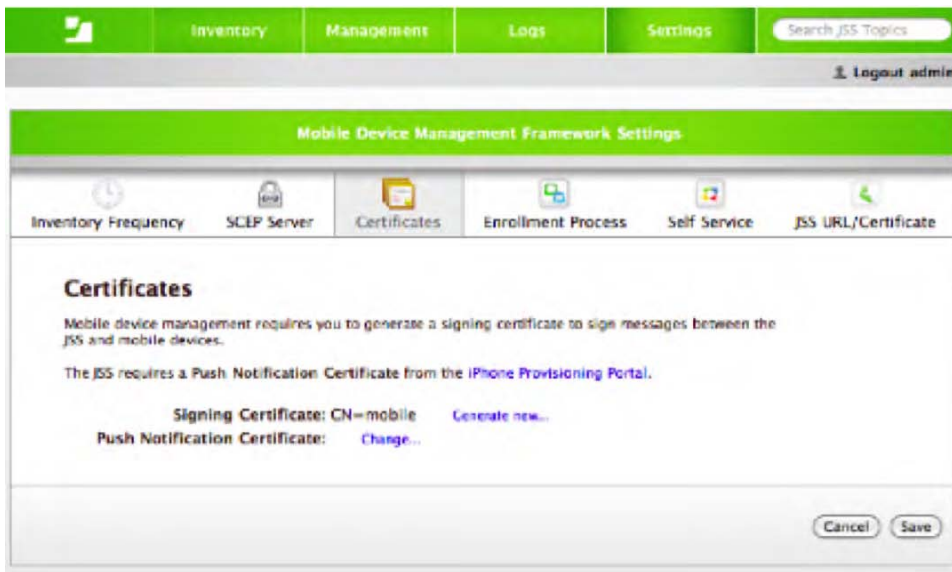 Inventory
Management
Logs
Settings
Search JSS Topics
Logout admin
Mobile Device Management Framework Settings
Inventory Frequency
SCEP Server
Certificates
Enrollment Process
Self Service
JSS URL/Certificate
Certificates
Mobile device management requires you to generate a signing certificate to sign messages between the
JSS and mobile devices.
The JSS requires a Push Notification Certificate from the iPhone Provisioning Portal.
Signing Certificate: CN=mobile Generate new...
Push Notification Certificate: Change...
Cancel
Save